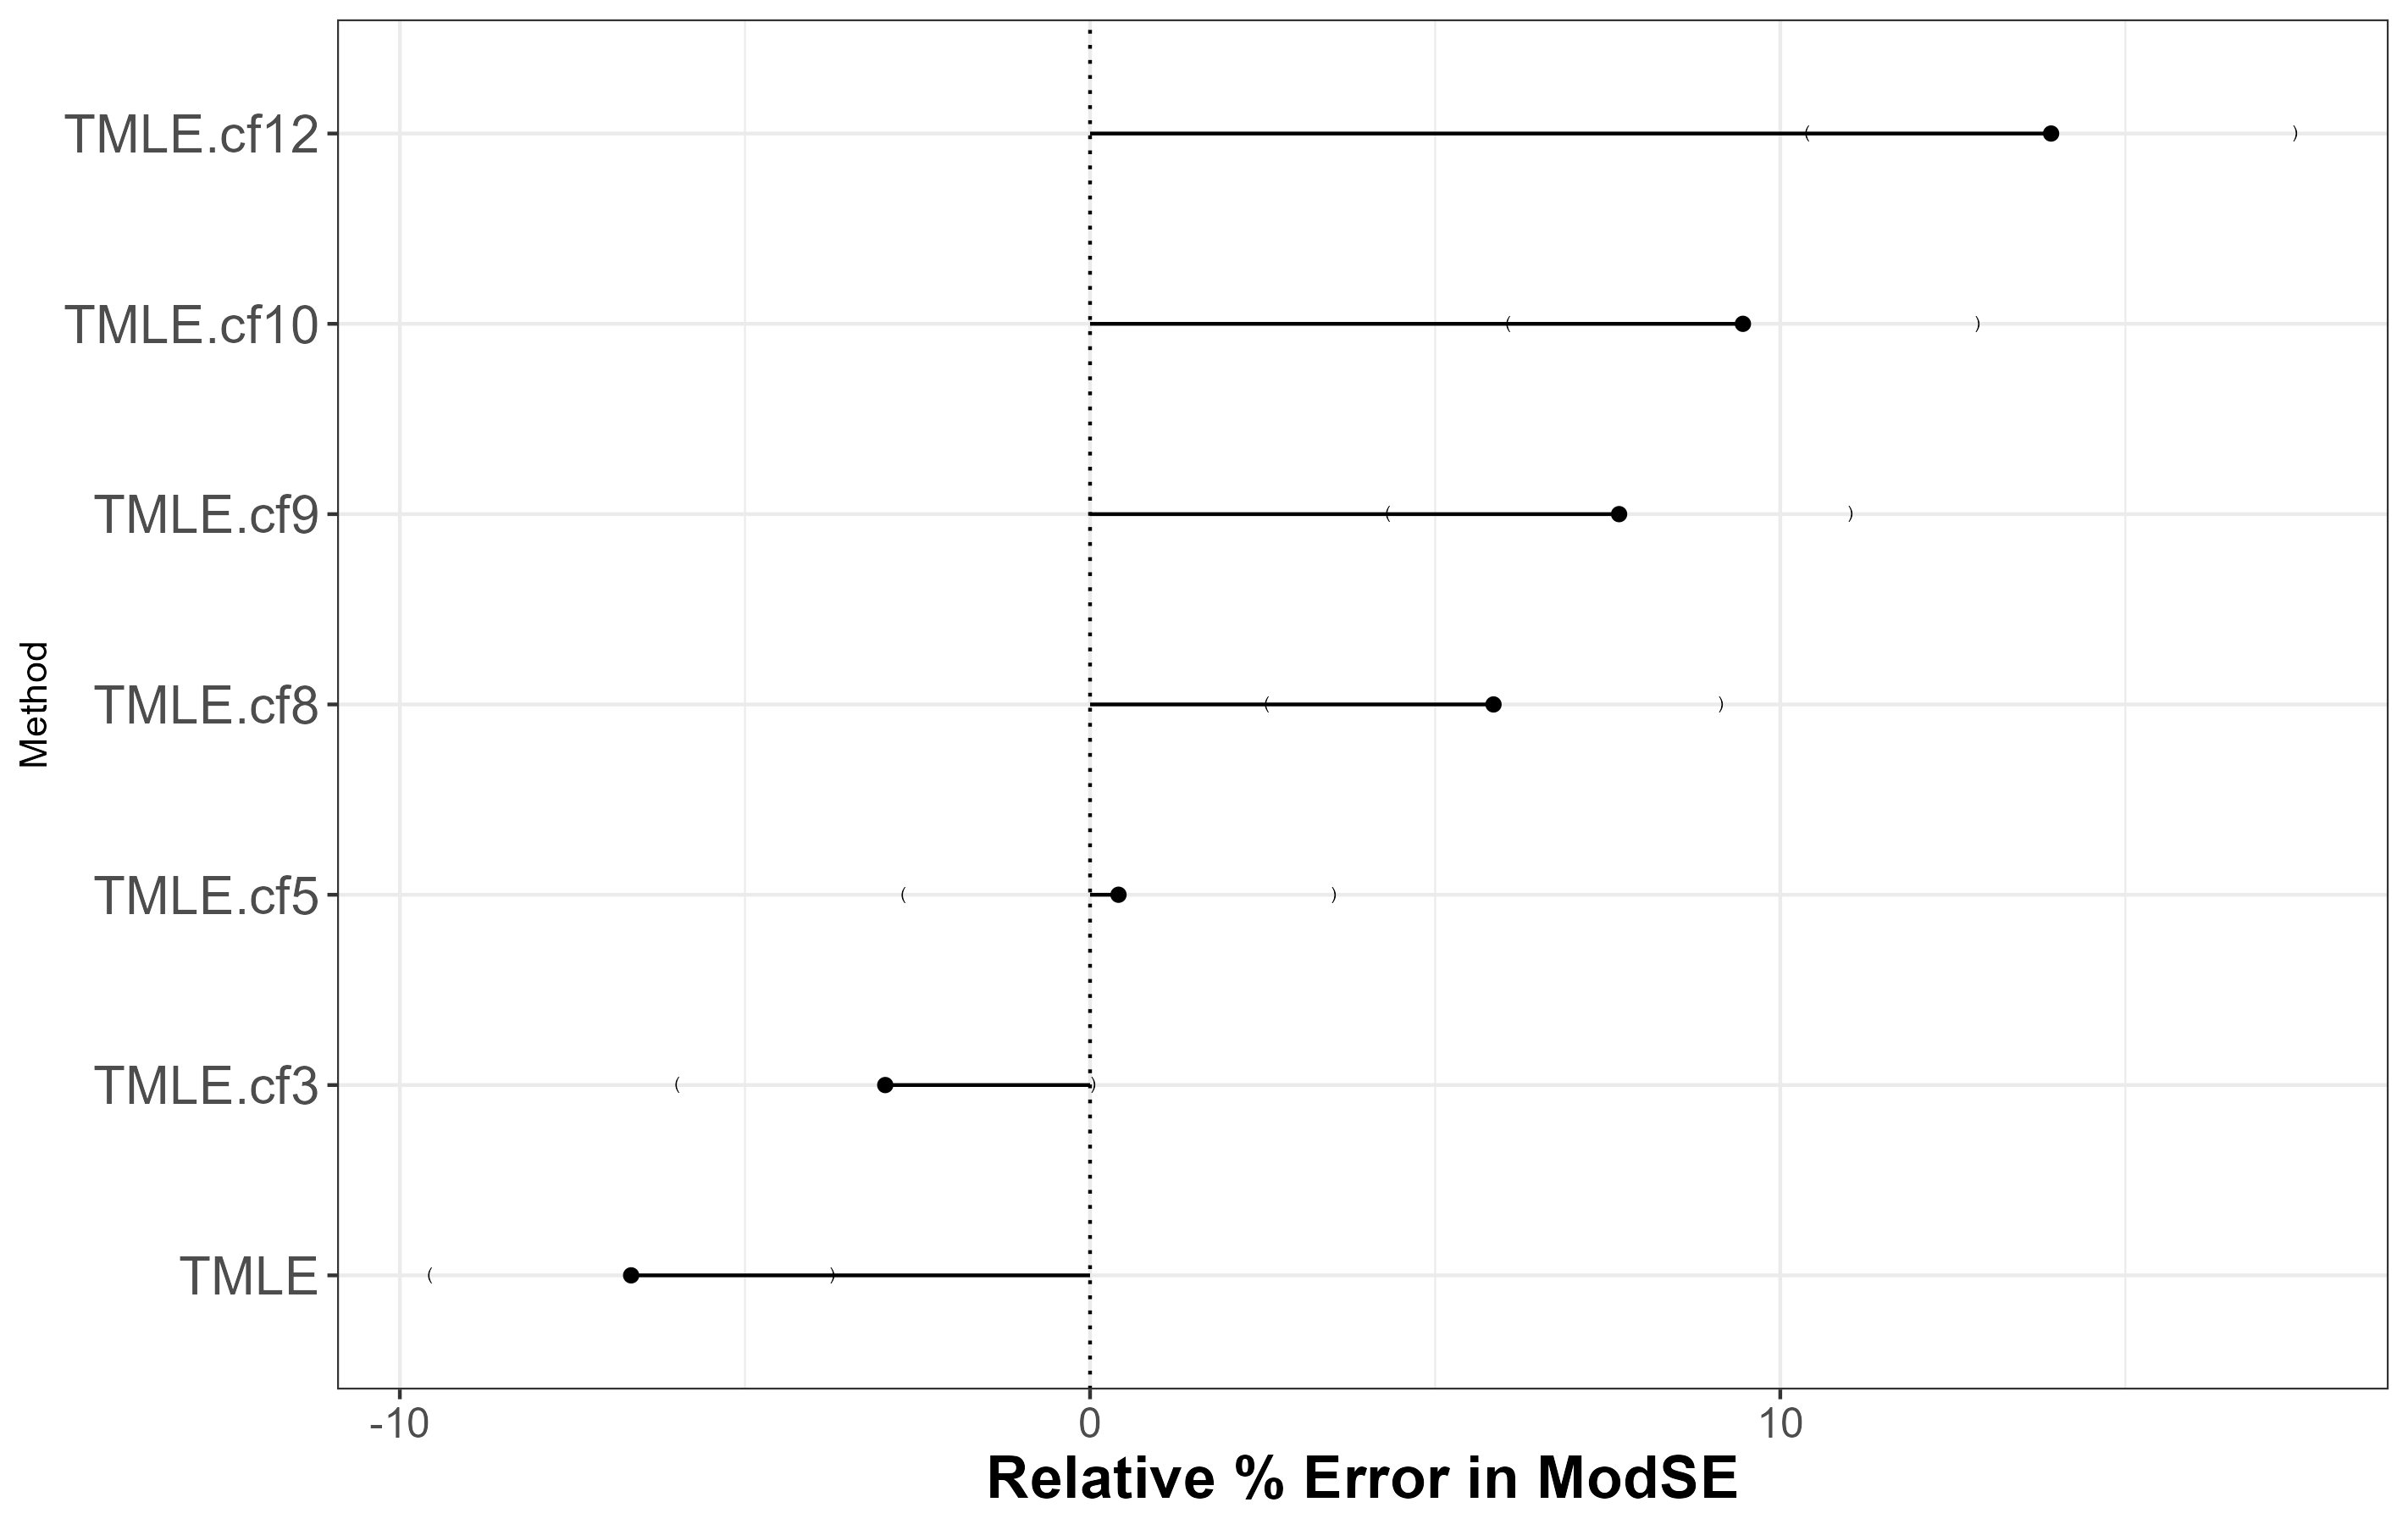 Method
TMLE.cf12
TMLE.cf10
TMLE.cf9
TMLE.cf8
TMLE.cf5
TMLE.cf3
TMLE
-10 0 10
Relative % Error in ModSE